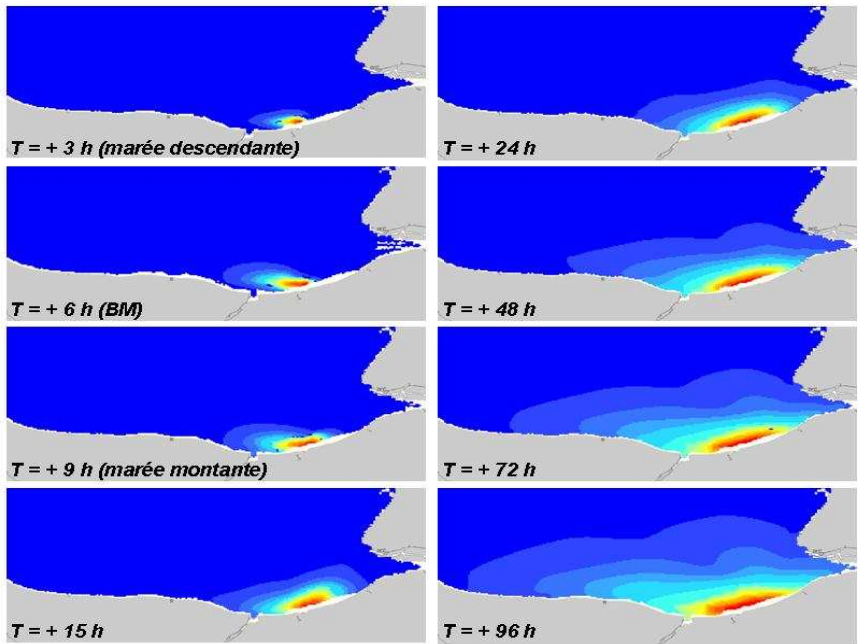 T = + 3 h (marée descendante)
T = + 6 h (BM)
T = + 9 h (marée montante)
T = + 15 h
T = + 24 h
T = + 48 h
T = + 72 h
T = + 96 h